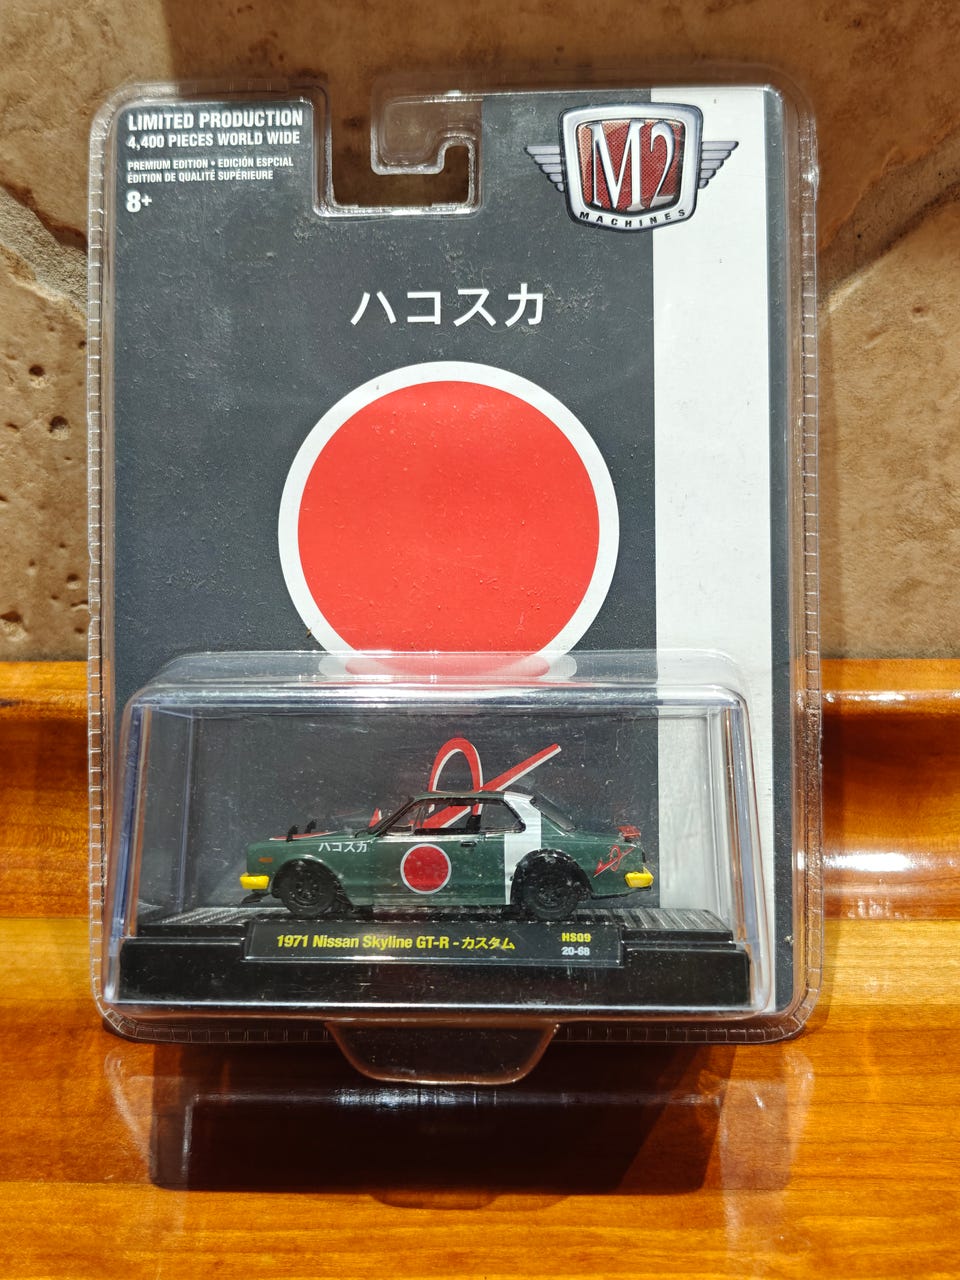 LIMITED PRODUCTION
4,400 PIECES WORLD WIDE
PREMIUM EDITION • EDICIÓN ESPCIAL
ÉDITION DE QUALITÉ SUPÉRIEURE
8+
M2
MACHINES
ハコスカ
ハコスカ
1971 Nissan Skyline GT-R - カスタム
HS09
20-68